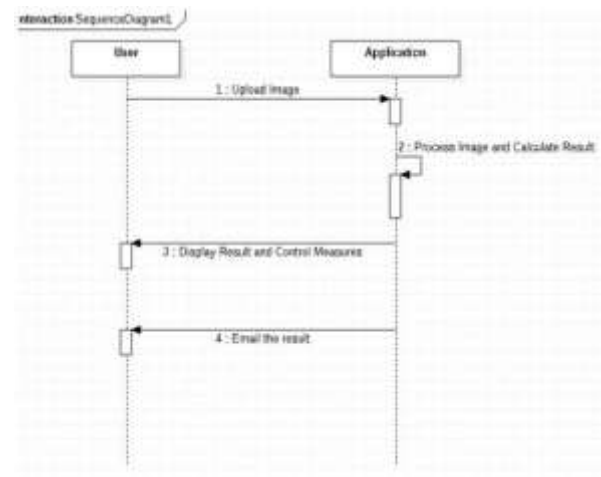 interaction SequenceDiagram1
User
Application
1 : Upload Image
2 : Process Image and Calculate Result
3 : Display Result and Control Measures
4 : Email the result